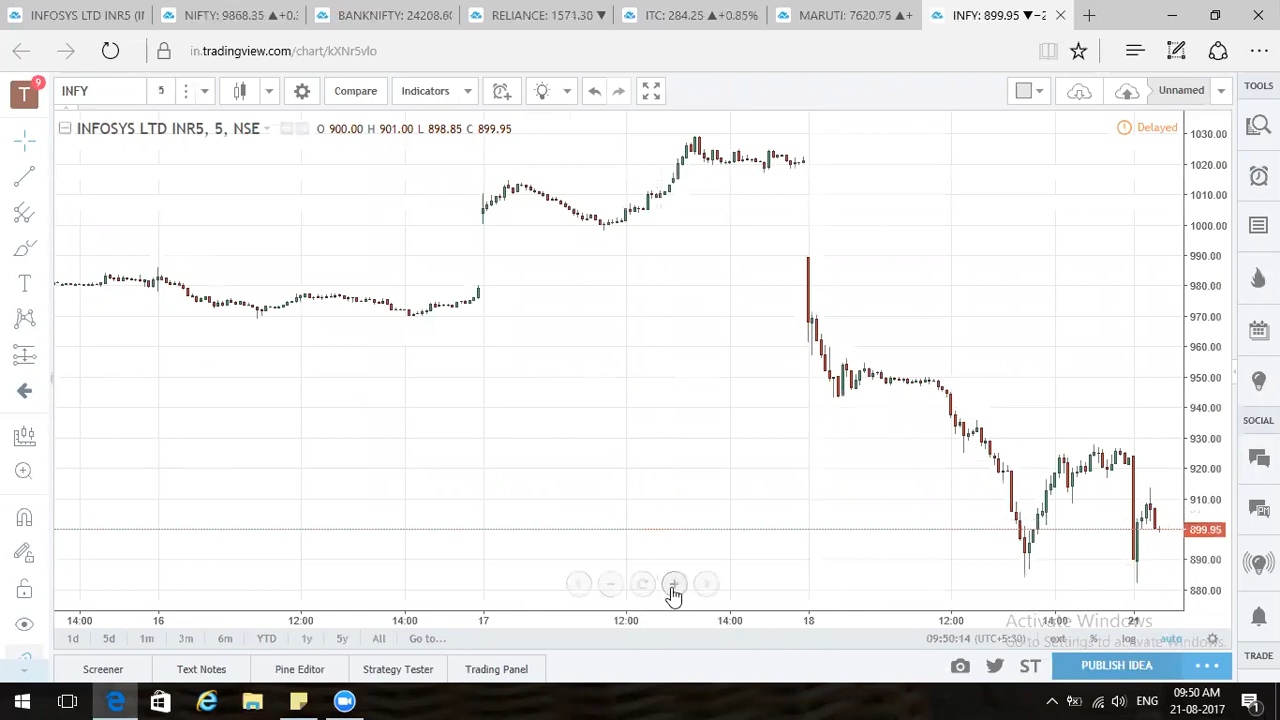 INFOSYS LTD INR5 (I
NIFTY: 9868.35 ▲+0.
BANKNIFTY: 24208.60
RELIANCE: 1571.30 ▼
ITC: 284.25 ▲+0.85%
MARUTI: 7620.75 ▲+
INFY: 899.95 ▼−2
in.tradingview.com/chart/kXNr5vIo
T 9
INFY
5
Compare
Indicators
Unnamed
TOOLS
INFOSYS LTD INR5, 5, NSE
O 900.00 H 901.00 L 898.85 C 899.95
Delayed
1030.00
1020.00
1010.00
1000.00
990.00
980.00
970.00
960.00
950.00
940.00
930.00
920.00
910.00
899.95
890.00
880.00
SOCIAL
14:00 16 12:00 14:00 17 12:00 14:00 18 12:00 14:00 21
Activate Windows
Go to Settings to activate Windows.
1d 5d 1m 3m 6m YTD 1y 5y All Go to...
09:50:14 (UTC+5:30) ext % log auto
TRADE
Screener
Text Notes
Pine Editor
Strategy Tester
Trading Panel
ST
PUBLISH IDEA
ENG
09:50 AM
21-08-2017
1